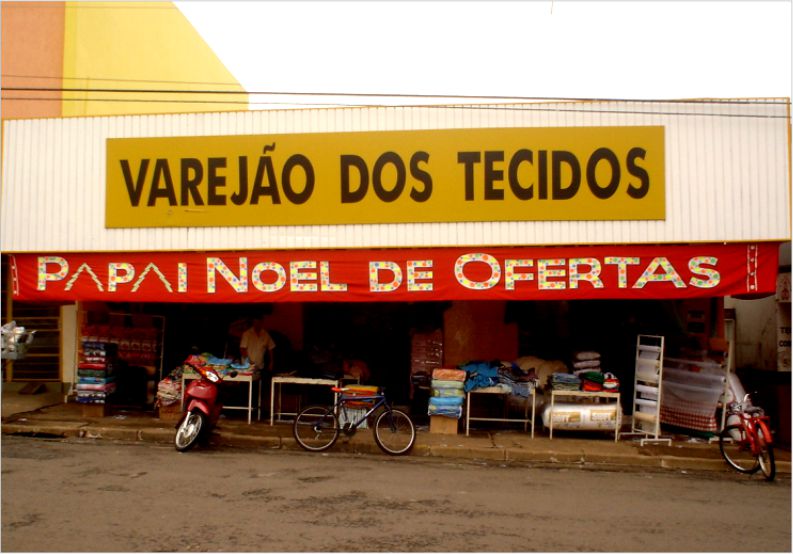 VAREJÃO DOS TECIDOS
PAPAI NOEL DE OFERTAS